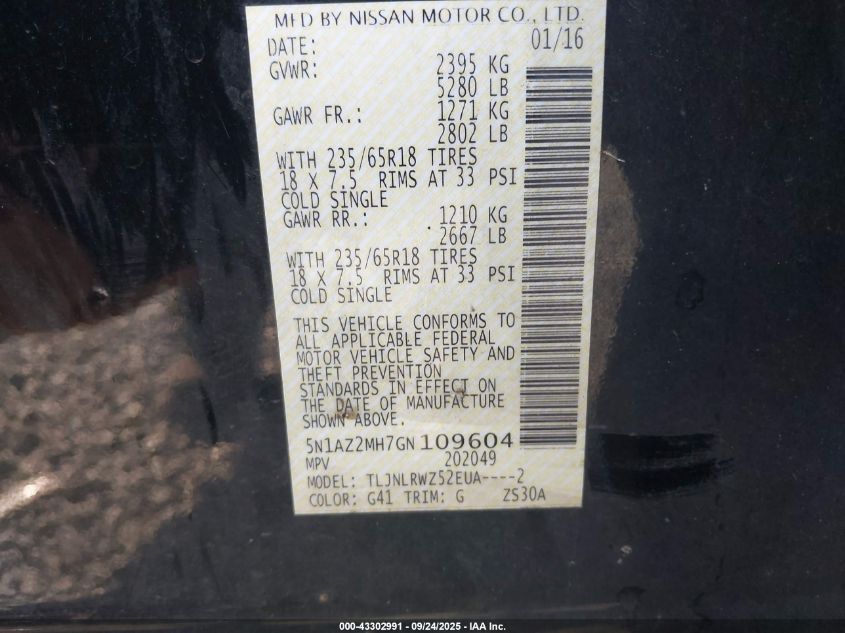 MFD BY NISSAN MOTOR CO., LTD.
DATE: 01/16
GVWR: 2395 KG
5280 LB
GAWR FR.: 1271 KG
2802 LB
WITH 235/65R18 TIRES
18 X 7.5 RIMS AT 33 PSI
COLD SINGLE
GAWR RR.: 1210 KG
2667 LB
WITH 235/65R18 TIRES
18 X 7.5 RIMS AT 33 PSI
COLD SINGLE
THIS VEHICLE CONFORMS TO
ALL APPLICABLE FEDERAL
MOTOR VEHICLE SAFETY AND
THEFT PREVENTION
STANDARDS IN EFFECT ON
THE DATE OF MANUFACTURE
SHOWN ABOVE.
5N1AZ2MH7GN109604
MPV 202049
MODEL: TLJNLRWZ52EUA----2
COLOR: G41 TRIM: G ZS30A
000-43302991 - 09/24/2025 - IAA Inc.